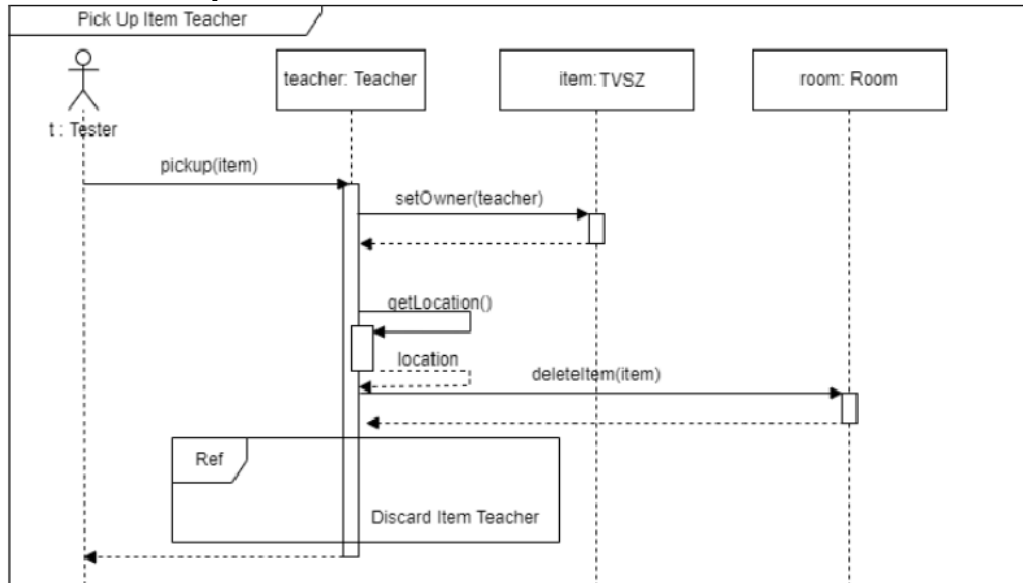 Pick Up Item Teacher
teacher: Teacher
item:TVSZ
room: Room
t : Tester
pickup(item)
setOwner(teacher)
getLocation()
location
deleteItem(item)
Ref
Discard Item Teacher